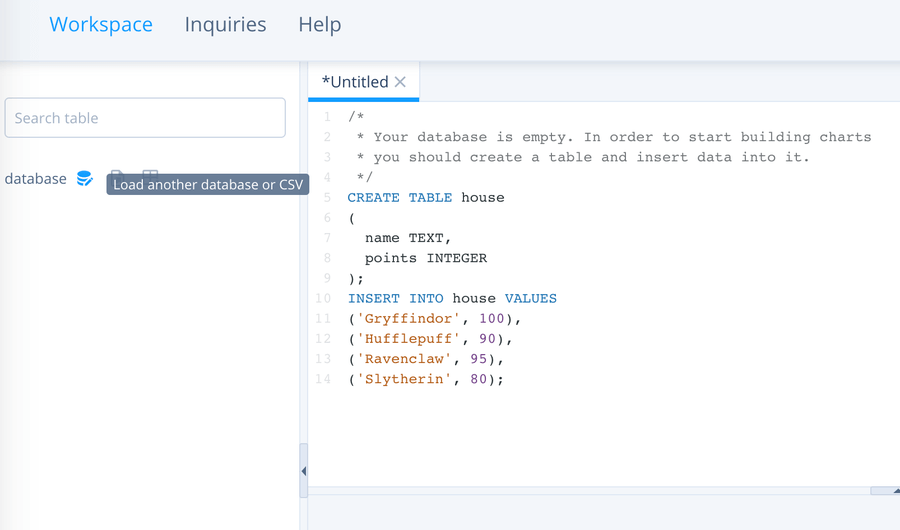 Workspace Inquiries Help
*Untitled
Search table
database
Load another database or CSV
1 /*
2  * Your database is empty. In order to start building charts
3  * you should create a table and insert data into it.
4  */
5 CREATE TABLE house
6 (
7   name TEXT,
8   points INTEGER
9 );
10 INSERT INTO house VALUES
11 ('Gryffindor', 100),
12 ('Hufflepuff', 90),
13 ('Ravenclaw', 95),
14 ('Slytherin', 80);